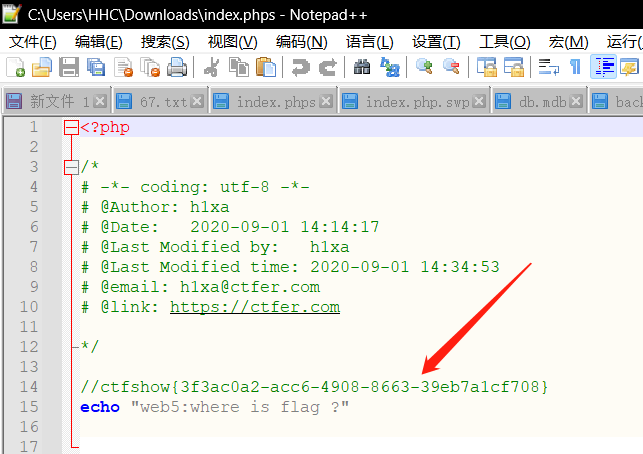 C:\Users\HHC\Downloads\index.phps - Notepad++
文件(F) 编辑(E) 搜索(S) 视图(V) 编码(N) 语言(L) 设置(T) 工具(O) 宏(M) 运行(
新文件 1 67.txt index.phps index.php.swp db.mdb bac
1 <?php
2
3 /*
4 # -*- coding: utf-8 -*-
5 # @Author: h1xa
6 # @Date:   2020-09-01 14:14:17
7 # @Last Modified by:   h1xa
8 # @Last Modified time: 2020-09-01 14:34:53
9 # @email: h1xa@ctfer.com
10 # @link: https://ctfer.com
11
12 */
13
14 //ctfshow{3f3ac0a2-acc6-4908-8663-39eb7a1cf708}
15 echo "web5:where is flag ?"
16
17